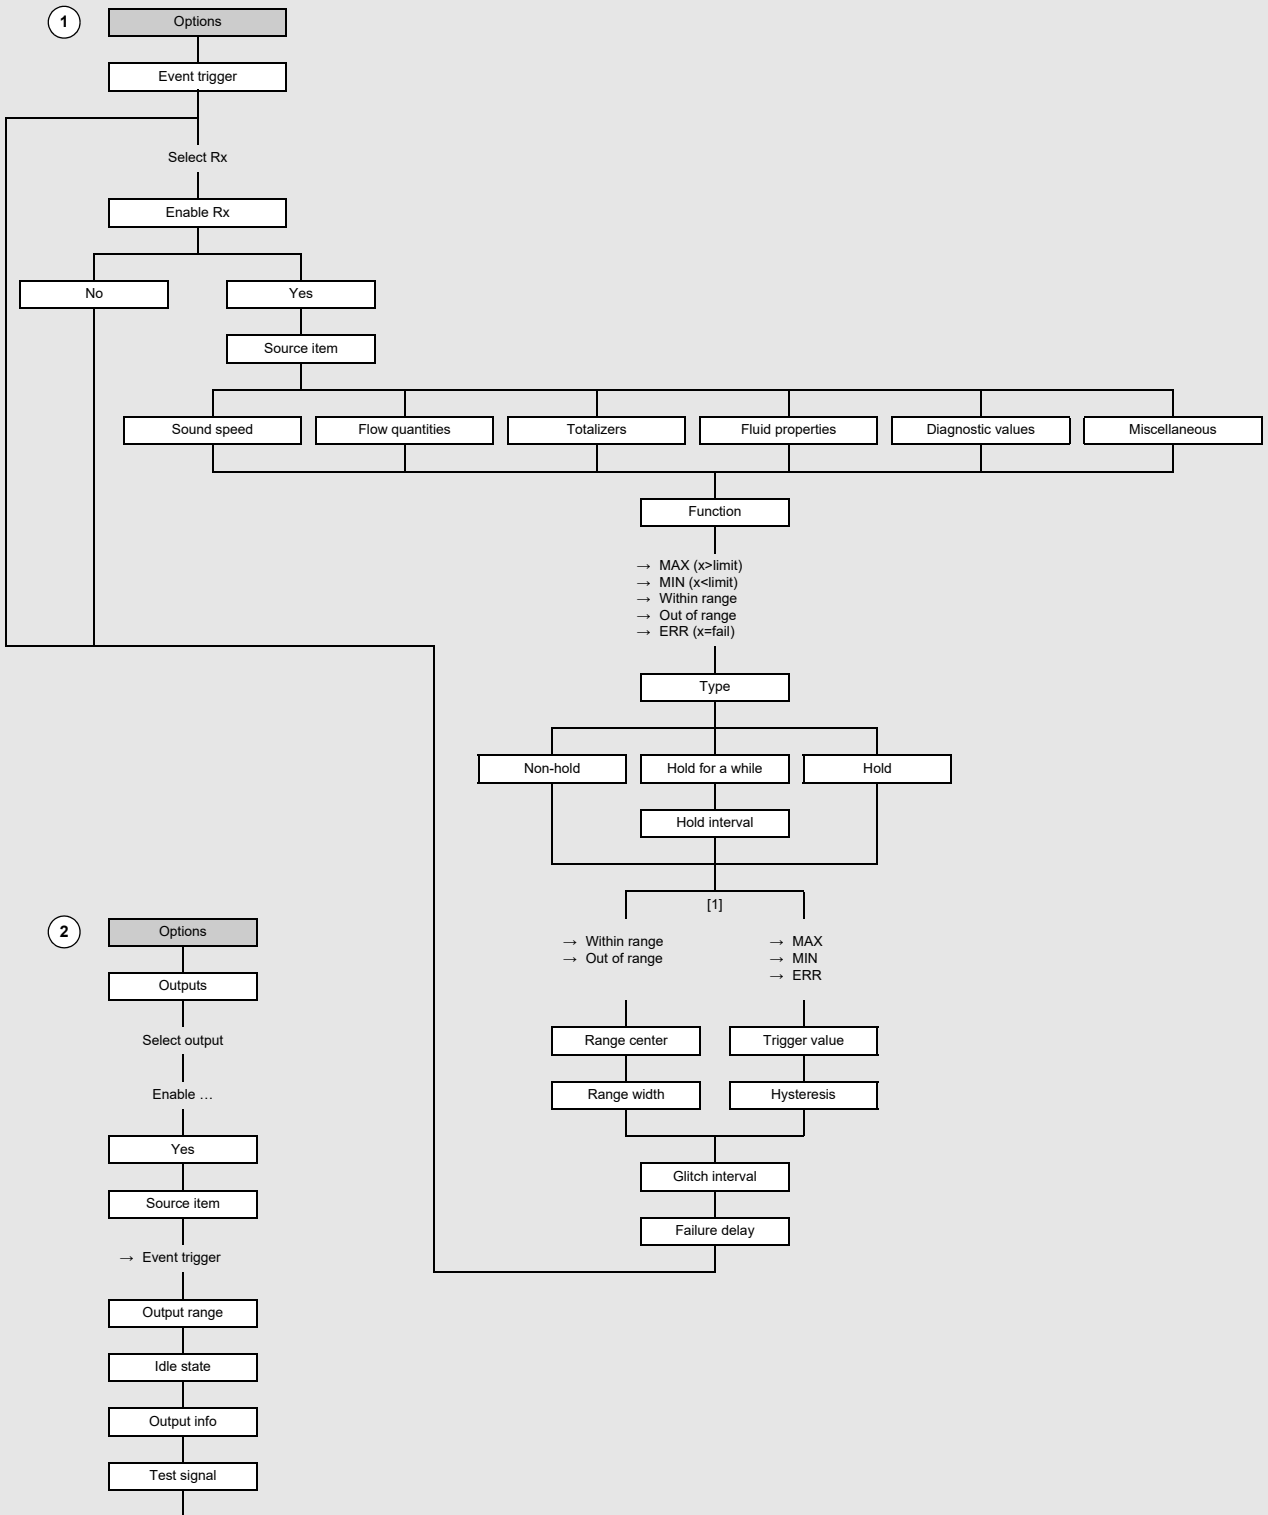 1
Options
Event trigger
Select Rx
Enable Rx
No
Yes
Source item
Sound speed
Flow quantities
Totalizers
Fluid properties
Diagnostic values
Miscellaneous
Function
→ MAX (x>limit)
→ MIN (x<limit)
→ Within range
→ Out of range
→ ERR (x=fail)
Type
Non-hold
Hold for a while
Hold
Hold interval
[1]
→ Within range
→ Out of range
→ MAX
→ MIN
→ ERR
Range center
Trigger value
Range width
Hysteresis
Glitch interval
Failure delay
2
Options
Outputs
Select output
Enable …
Yes
Source item
→ Event trigger
Output range
Idle state
Output info
Test signal